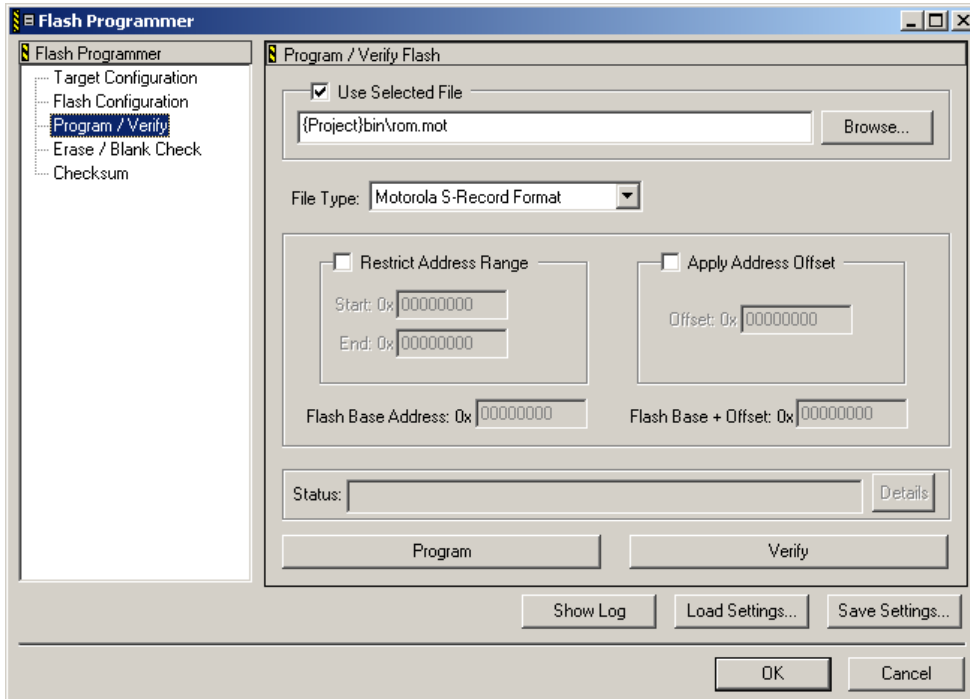 Flash Programmer
Flash Programmer
Target Configuration
Flash Configuration
Program / Verify
Erase / Blank Check
Checksum
Program / Verify Flash
Use Selected File
{Project}bin\rom.mot
Browse...
File Type: Motorola S-Record Format
Restrict Address Range
Start: 0x 00000000
End: 0x 00000000
Apply Address Offset
Offset: 0x 00000000
Flash Base Address: 0x 00000000
Flash Base + Offset: 0x 00000000
Status:
Details
Program
Verify
Show Log
Load Settings...
Save Settings...
OK
Cancel